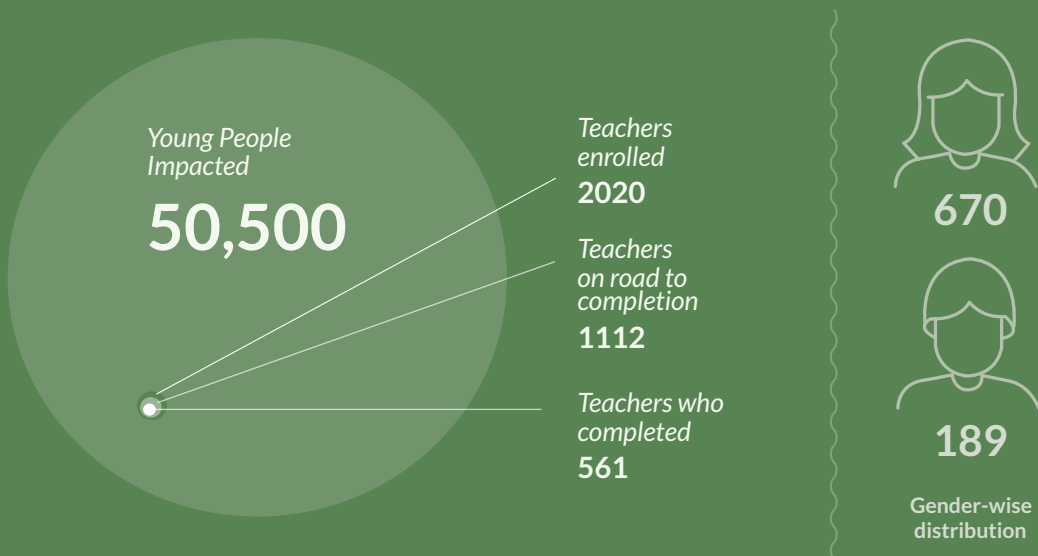 Young People
Impacted
50,500
Teachers
enrolled
2020
Teachers
on road to
completion
1112
Teachers who
completed
561
670
189
Gender-wise
distribution